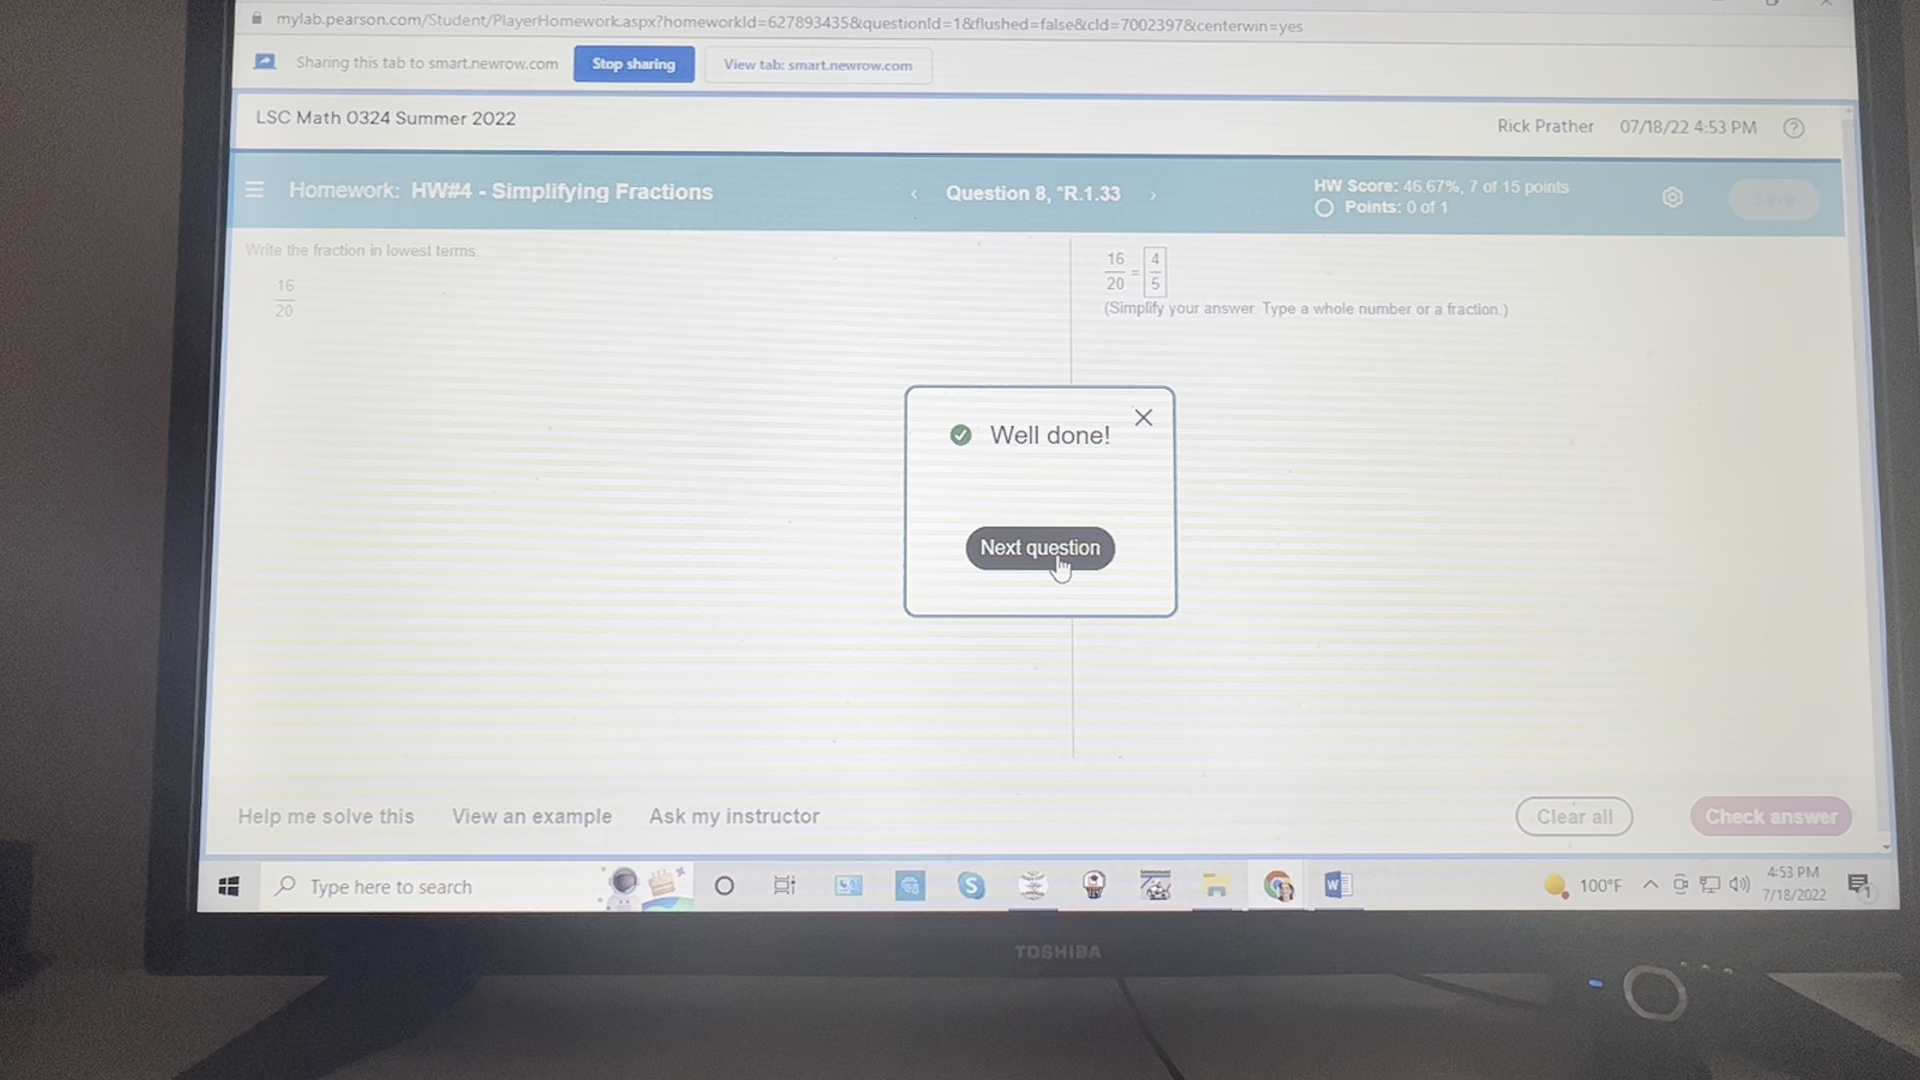 mylab.pearson.com/Student/PlayerHomework.aspx?homeworkId=627893435&questionId=1&flushed=false&cId=7002397&centerwin=yes
Sharing this tab to smart.newrow.com Stop sharing View tab: smart.newrow.com
LSC Math 0324 Summer 2022
Rick Prather 07/18/22 4:53 PM ?
Homework: HW#4 - Simplifying Fractions
‹ Question 8, *R.1.33 ›
HW Score: 46.67%, 7 of 15 points
Points: 0 of 1
Save
Write the fraction in lowest terms.
16
20
16/20 = 4/5
(Simplify your answer. Type a whole number or a fraction.)
Well done!
Next question
Help me solve this View an example Ask my instructor
Clear all Check answer
Type here to search
100°F
4:53 PM
7/18/2022
1
TOSHIBA